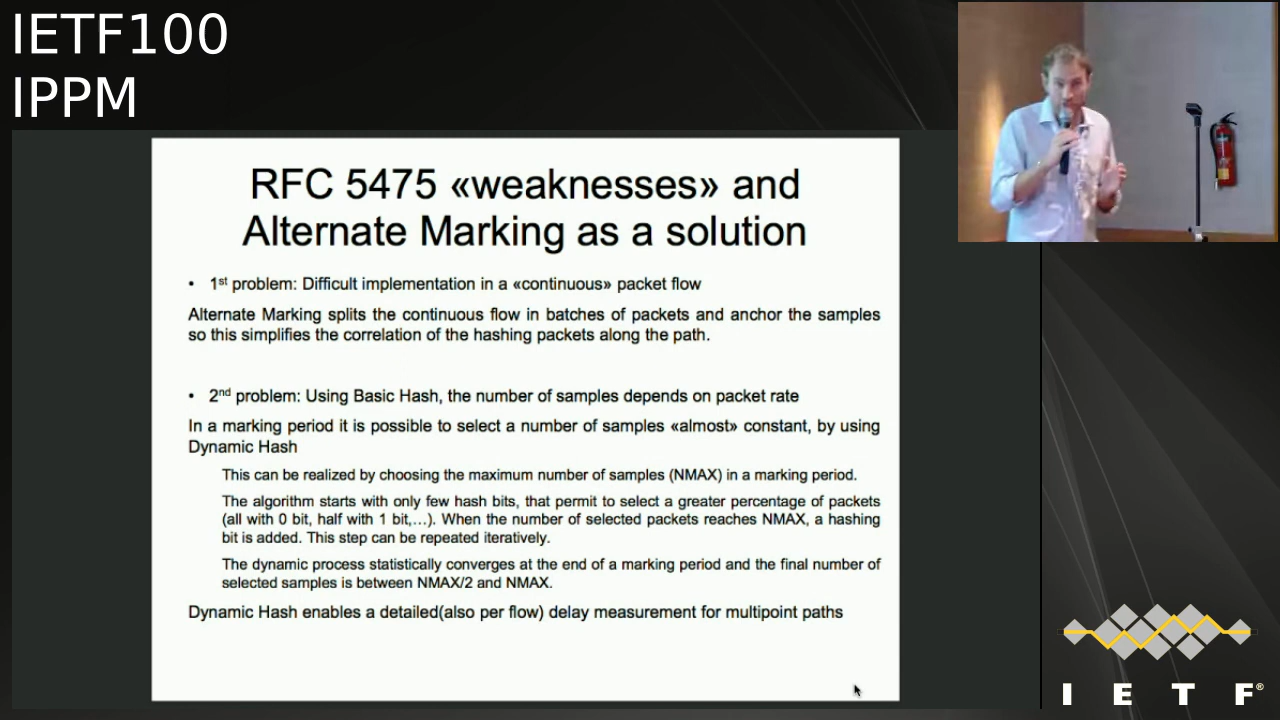 IETF100
IPPM
RFC 5475 «weaknesses» and
Alternate Marking as a solution
• 1st problem: Difficult implementation in a «continuous» packet flow
Alternate Marking splits the continuous flow in batches of packets and anchor the samples
so this simplifies the correlation of the hashing packets along the path.
• 2nd problem: Using Basic Hash, the number of samples depends on packet rate
In a marking period it is possible to select a number of samples «almost» constant, by using
Dynamic Hash
This can be realized by choosing the maximum number of samples (NMAX) in a marking period.
The algorithm starts with only few hash bits, that permit to select a greater percentage of packets
(all with 0 bit, half with 1 bit,…). When the number of selected packets reaches NMAX, a hashing
bit is added. This step can be repeated iteratively.
The dynamic process statistically converges at the end of a marking period and the final number of
selected samples is between NMAX/2 and NMAX.
Dynamic Hash enables a detailed(also per flow) delay measurement for multipoint paths
I E T F®